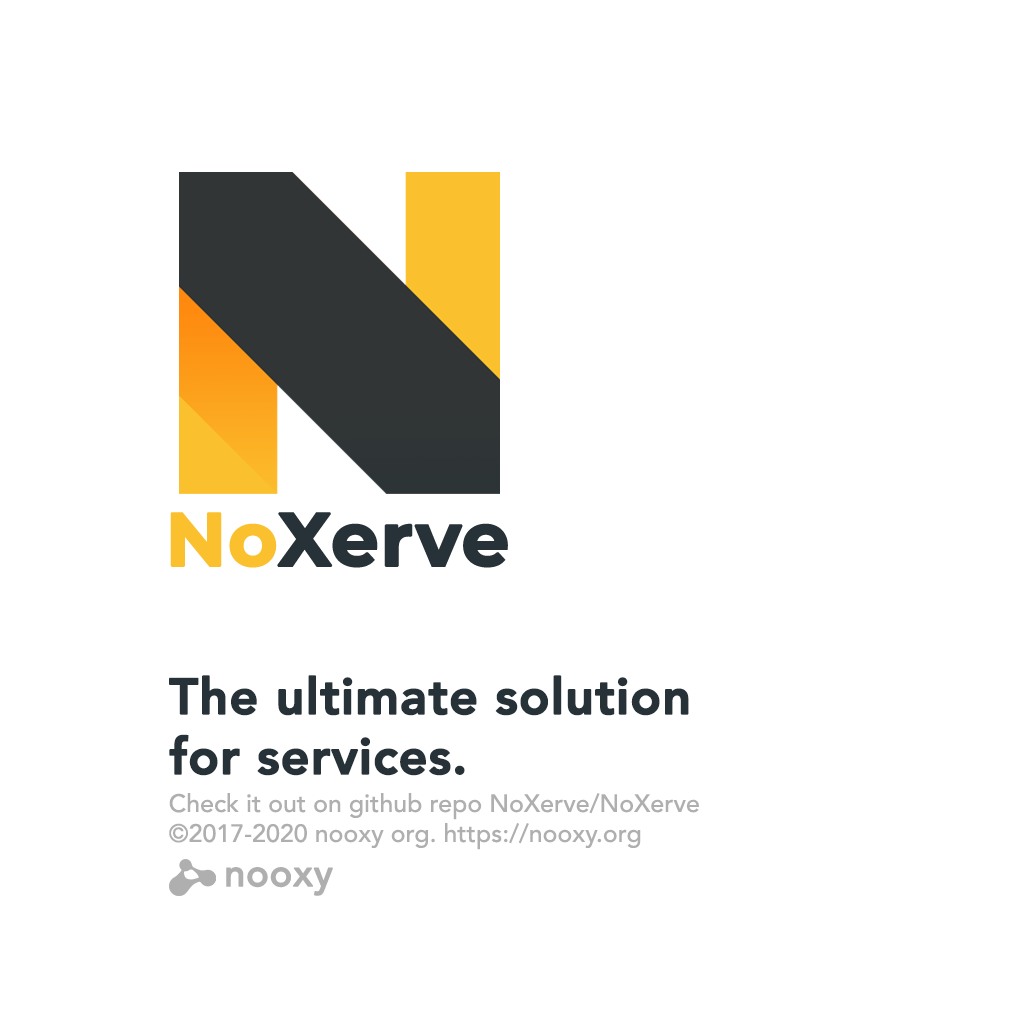 NoXerve
The ultimate solution
for services.
Check it out on github repo NoXerve/NoXerve
©2017-2020 nooxy org. https://nooxy.org
nooxy